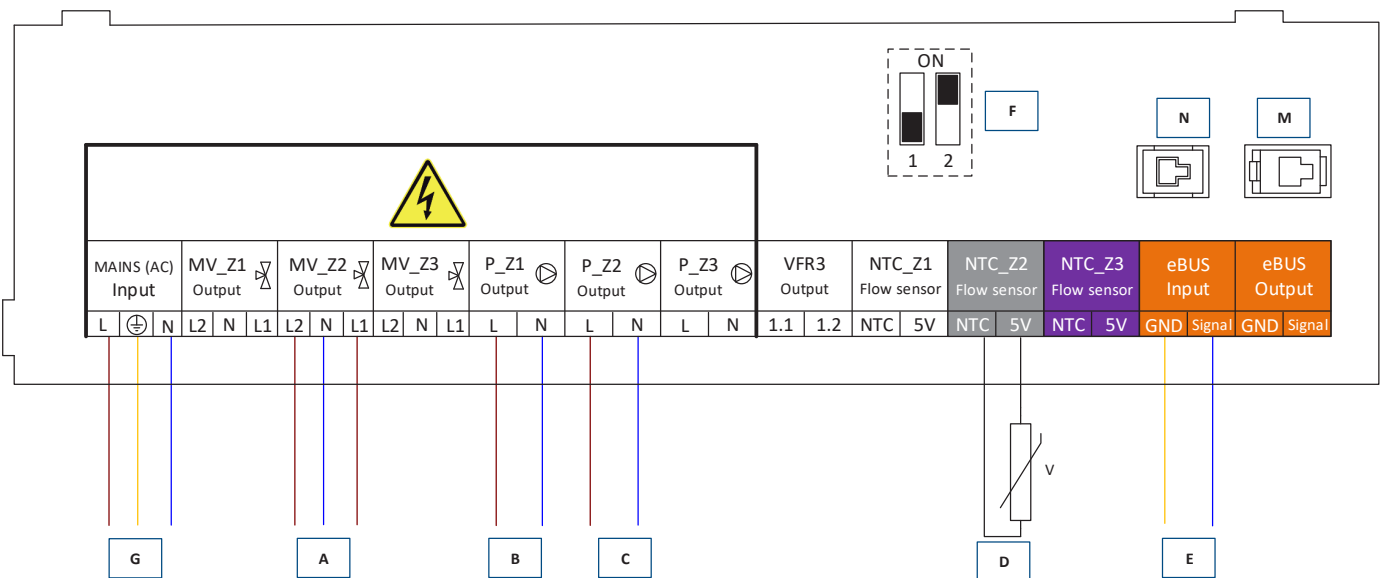 ON
1 2
F
N
M
MAINS (AC) Input
MV_Z1 Output
MV_Z2 Output
MV_Z3 Output
P_Z1 Output
P_Z2 Output
P_Z3 Output
VFR3 Output
NTC_Z1 Flow sensor
NTC_Z2 Flow sensor
NTC_Z3 Flow sensor
eBUS Input
eBUS Output
L N L2 N L1 L2 N L1 L2 N L1 L N L N L N 1.1 1.2 NTC 5V NTC 5V NTC 5V GND Signal GND Signal
V
G
A
B
C
D
E